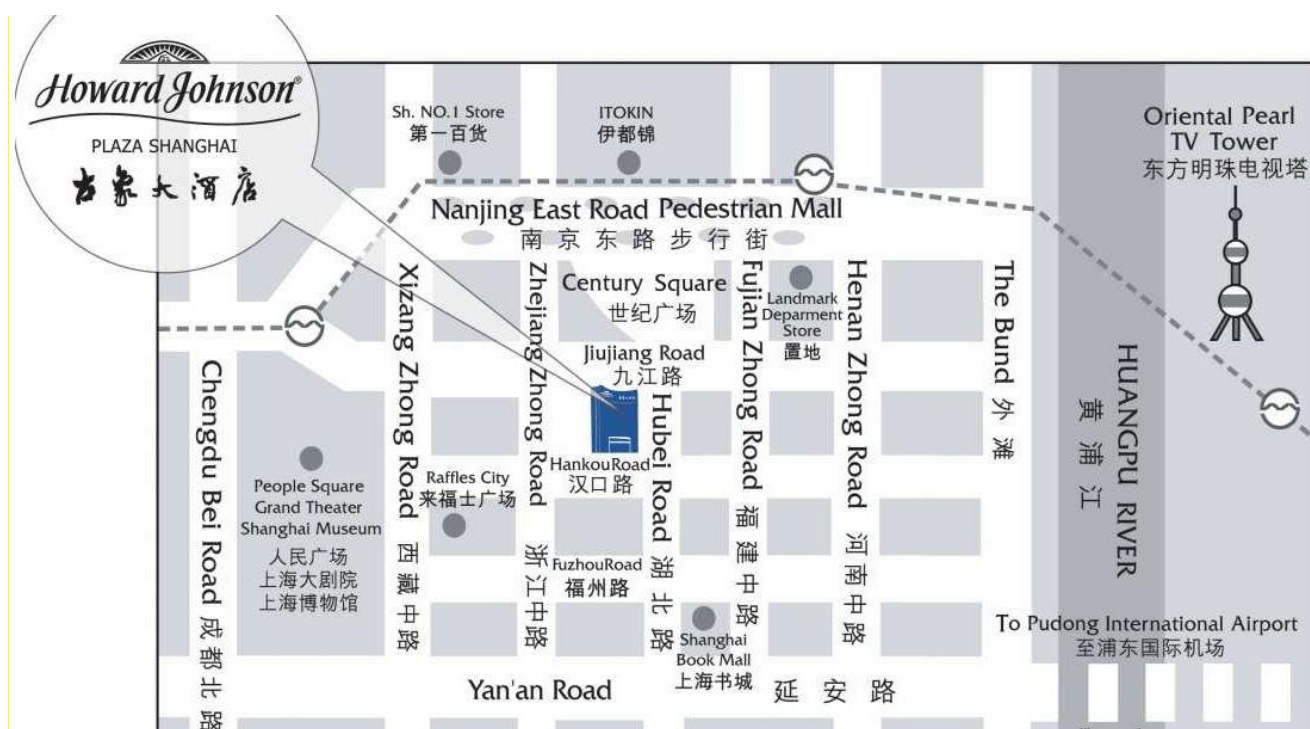 Howard Johnson®
PLAZA SHANGHAI
古象大酒店
Sh. NO.1 Store
第一百货
ITOKIN
伊都锦
Oriental Pearl
TV Tower
东方明珠电视塔
Nanjing East Road Pedestrian Mall
南京东路步行街
Century Square
世纪广场
Landmark
Deparment
Store
置地
Jiujiang Road
九江路
Chengdu Bei Road 成都北路
Xizang Zhong Road 西藏中路
Zhejiang Zhong Road 浙江中路
Hubei Road 湖北路
Fujian Zhong Road 福建中路
Henan Zhong Road 河南中路
The Bund 外滩
HUANGPU RIVER
黄浦江
HankouRoad
汉口路
People Square
Grand Theater
Shanghai Museum
人民广场
上海大剧院
上海博物馆
Raffles City
来福士广场
FuzhouRoad
福州路
Shanghai
Book Mall
上海书城
To Pudong International Airport
至浦东国际机场
Yan'an Road 延安路